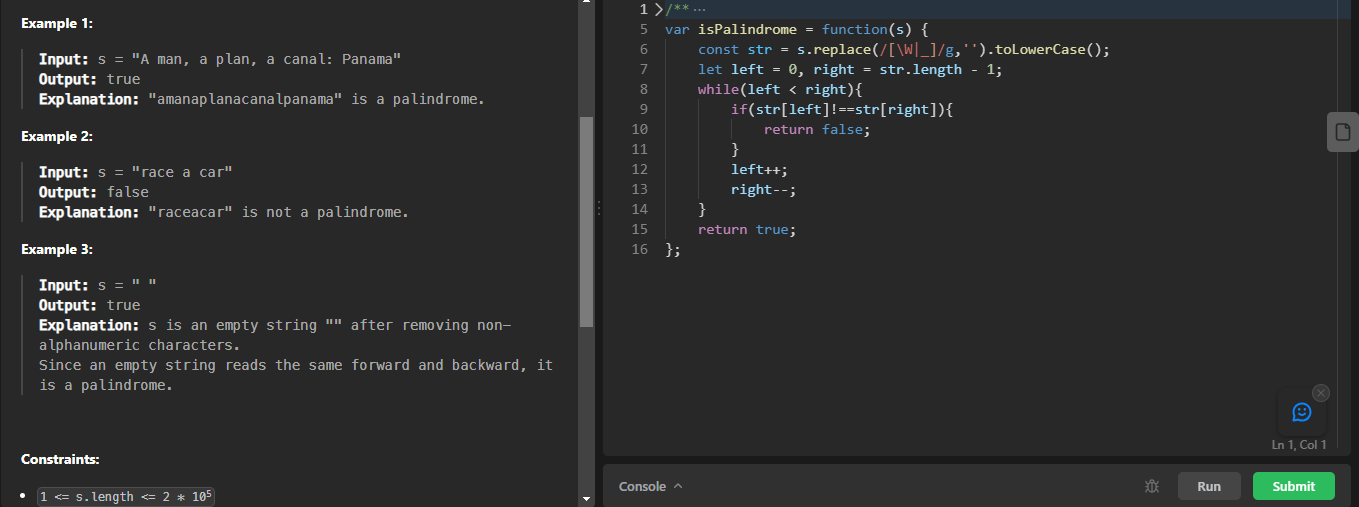 Example 1:
Input: s = "A man, a plan, a canal: Panama"
Output: true
Explanation: "amanaplanacanalpanama" is a palindrome.
Example 2:
Input: s = "race a car"
Output: false
Explanation: "raceacar" is not a palindrome.
Example 3:
Input: s = " "
Output: true
Explanation: s is an empty string "" after removing non-
alphanumeric characters.
Since an empty string reads the same forward and backward, it
is a palindrome.
Constraints:
• 1 <= s.length <= 2 * 10⁵
1 /** ···
5 var isPalindrome = function(s) {
6 const str = s.replace(/[\W|_]/g,'').toLowerCase();
7 let left = 0, right = str.length - 1;
8 while(left < right){
9 if(str[left]!==str[right]){
10 return false;
11 }
12 left++;
13 right--;
14 }
15 return true;
16 };
Ln 1, Col 1
Console
Run
Submit